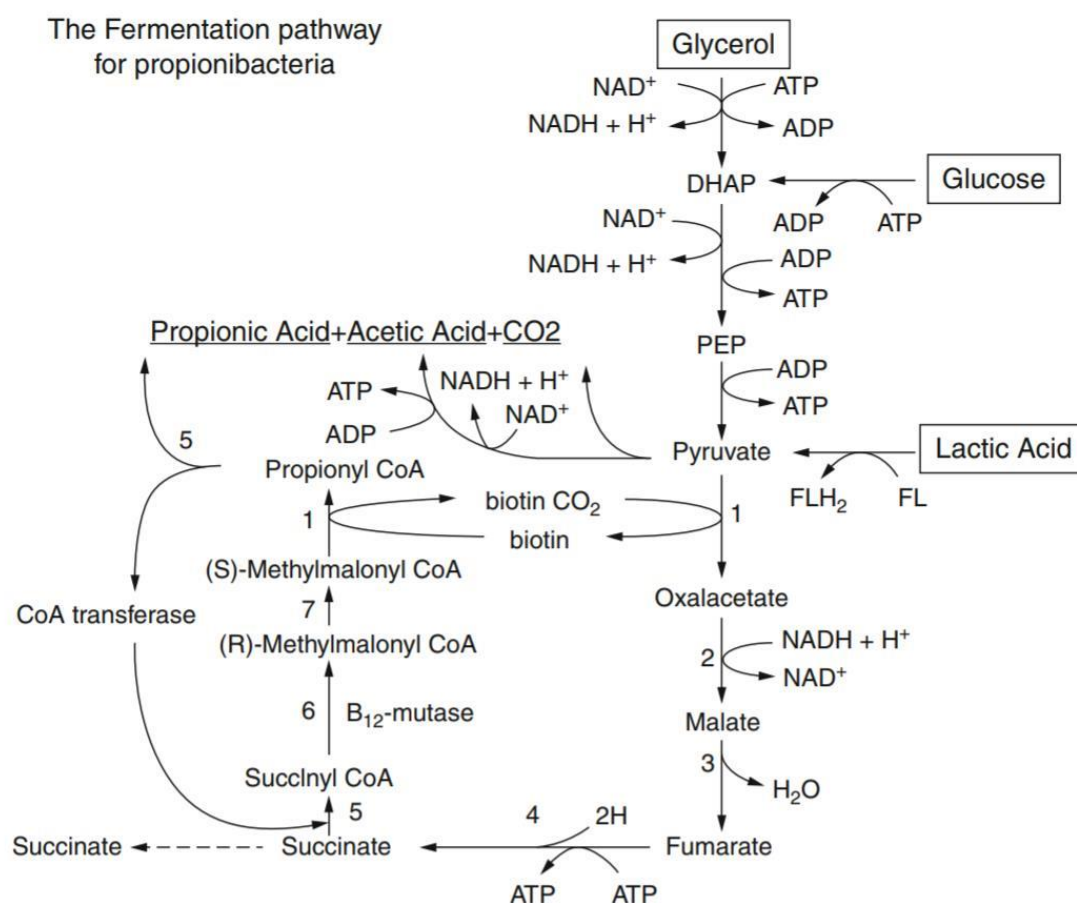 The Fermentation pathway
for propionibacteria
Glycerol
NAD⁺
ATP
NADH + H⁺
ADP
DHAP
Glucose
ADP
ATP
NAD⁺
NADH + H⁺
ADP
ATP
PEP
Propionic Acid+Acetic Acid+CO2
ADP
ATP
ATP
NADH + H⁺
NAD⁺
ADP
5
Propionyl CoA
Pyruvate
Lactic Acid
FLH₂
FL
1
biotin CO₂
biotin
1
(S)-Methylmalonyl CoA
Oxalacetate
CoA transferase
7
(R)-Methylmalonyl CoA
2
NADH + H⁺
NAD⁺
6
B₁₂-mutase
Malate
3
H₂O
Succlnyl CoA
5
4
2H
Succinate
Succinate
Fumarate
ATP
ATP